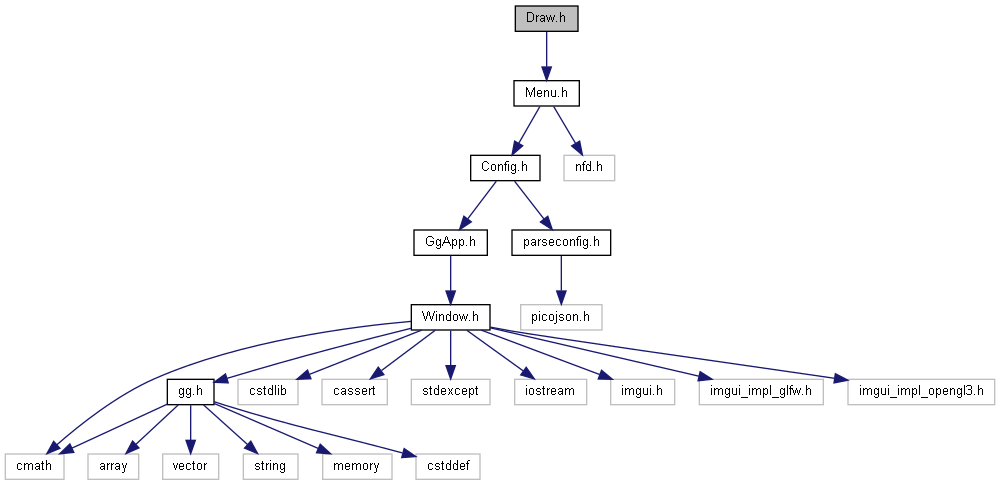 Draw.h
Menu.h
Config.h
nfd.h
GgApp.h
parseconfig.h
Window.h
picojson.h
gg.h
cstdlib
cassert
stdexcept
iostream
imgui.h
imgui_impl_glfw.h
imgui_impl_opengl3.h
cmath
array
vector
string
memory
cstddef